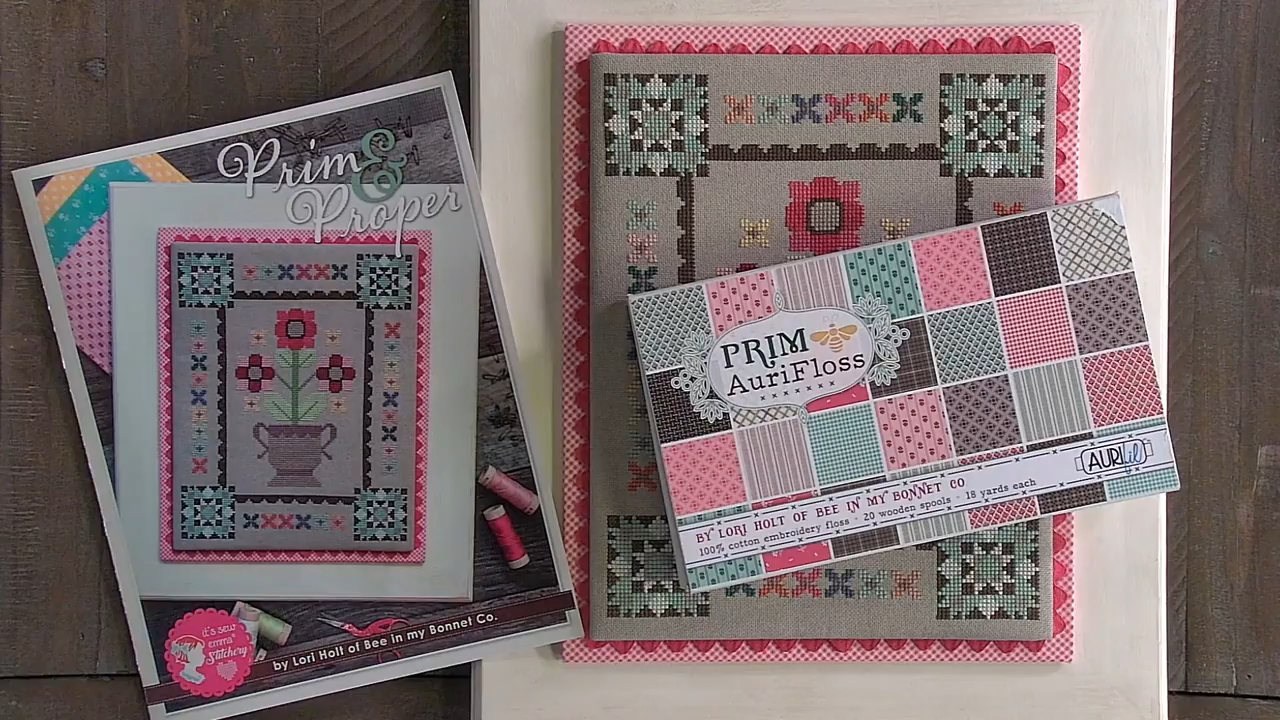 Prim &
Proper
it's sew
emma®
Stitchery
by Lori Holt of Bee in my Bonnet Co.
PRIM
AuriFloss
AURIfil
BY LORI HOLT OF BEE IN MY BONNET CO
100% cotton embroidery floss - 20 wooden spools - 18 yards each